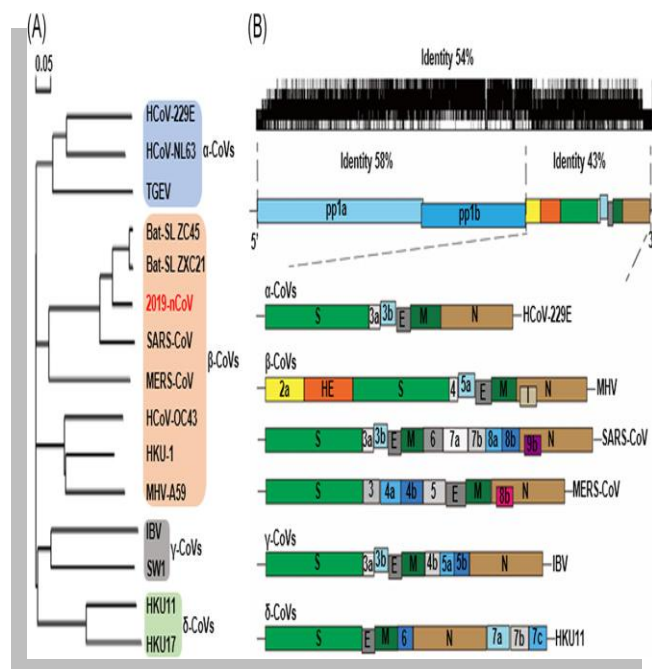 (A)
0.05
HCoV-229E
HCoV-NL63
α-CoVs
TGEV
Bat-SL ZC45
Bat-SL ZXC21
2019-nCoV
SARS-CoV
β-CoVs
MERS-CoV
HCoV-OC43
HKU-1
MHV-A59
IBV
γ-CoVs
SW1
HKU11
δ-CoVs
HKU17
(B)
Identity 54%
Identity 58% Identity 43%
pp1a pp1b
5' 3'
α-CoVs
S 3a 3b E M N HCoV-229E
β-CoVs
2a HE S 4 5a E M I N MHV
S 3a 3b E M 6 7a 7b 8a 8b 9b N SARS-CoV
S 3 4a 4b 5 E M 8b N MERS-CoV
γ-CoVs
S 3a 3b E M 4b 5a 5b N IBV
δ-CoVs
S E M 6 N 7a 7b 7c HKU11